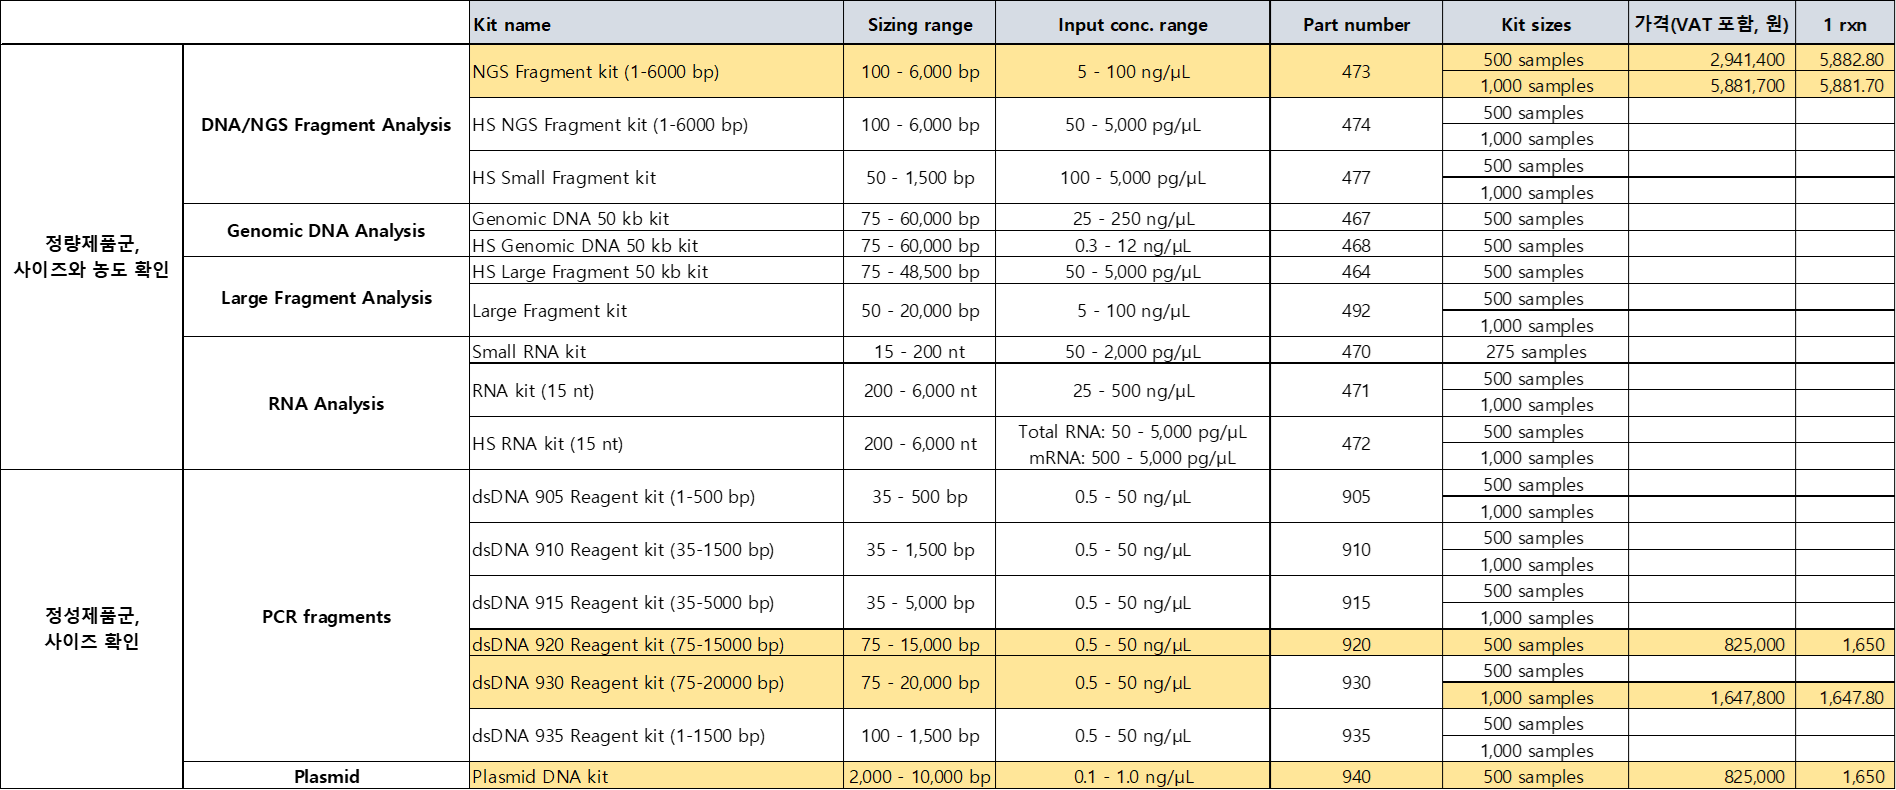 Kit name Sizing range Input conc. range Part number Kit sizes 가격(VAT 포함, 원) 1 rxn
정량제품군,
사이즈와 농도 확인
DNA/NGS Fragment Analysis
NGS Fragment kit (1-6000 bp) 100 - 6,000 bp 5 - 100 ng/µL 473
500 samples 2,941,400 5,882.80
1,000 samples 5,881,700 5,881.70
HS NGS Fragment kit (1-6000 bp) 100 - 6,000 bp 50 - 5,000 pg/µL 474
500 samples
1,000 samples
HS Small Fragment kit 50 - 1,500 bp 100 - 5,000 pg/µL 477
500 samples
1,000 samples
Genomic DNA Analysis
Genomic DNA 50 kb kit 75 - 60,000 bp 25 - 250 ng/µL 467 500 samples
HS Genomic DNA 50 kb kit 75 - 60,000 bp 0.3 - 12 ng/µL 468 500 samples
Large Fragment Analysis
HS Large Fragment 50 kb kit 75 - 48,500 bp 50 - 5,000 pg/µL 464 500 samples
Large Fragment kit 50 - 20,000 bp 5 - 100 ng/µL 492
500 samples
1,000 samples
RNA Analysis
Small RNA kit 15 - 200 nt 50 - 2,000 pg/µL 470 275 samples
RNA kit (15 nt) 200 - 6,000 nt 25 - 500 ng/µL 471
500 samples
1,000 samples
HS RNA kit (15 nt) 200 - 6,000 nt
Total RNA: 50 - 5,000 pg/µL
mRNA: 500 - 5,000 pg/µL
472
500 samples
1,000 samples
정성제품군,
사이즈 확인
PCR fragments
dsDNA 905 Reagent kit (1-500 bp) 35 - 500 bp 0.5 - 50 ng/µL 905
500 samples
1,000 samples
dsDNA 910 Reagent kit (35-1500 bp) 35 - 1,500 bp 0.5 - 50 ng/µL 910
500 samples
1,000 samples
dsDNA 915 Reagent kit (35-5000 bp) 35 - 5,000 bp 0.5 - 50 ng/µL 915
500 samples
1,000 samples
dsDNA 920 Reagent kit (75-15000 bp) 75 - 15,000 bp 0.5 - 50 ng/µL 920 500 samples 825,000 1,650
dsDNA 930 Reagent kit (75-20000 bp) 75 - 20,000 bp 0.5 - 50 ng/µL 930
500 samples
1,000 samples 1,647,800 1,647.80
dsDNA 935 Reagent kit (1-1500 bp) 100 - 1,500 bp 0.5 - 50 ng/µL 935
500 samples
1,000 samples
Plasmid Plasmid DNA kit 2,000 - 10,000 bp 0.1 - 1.0 ng/µL 940 500 samples 825,000 1,650